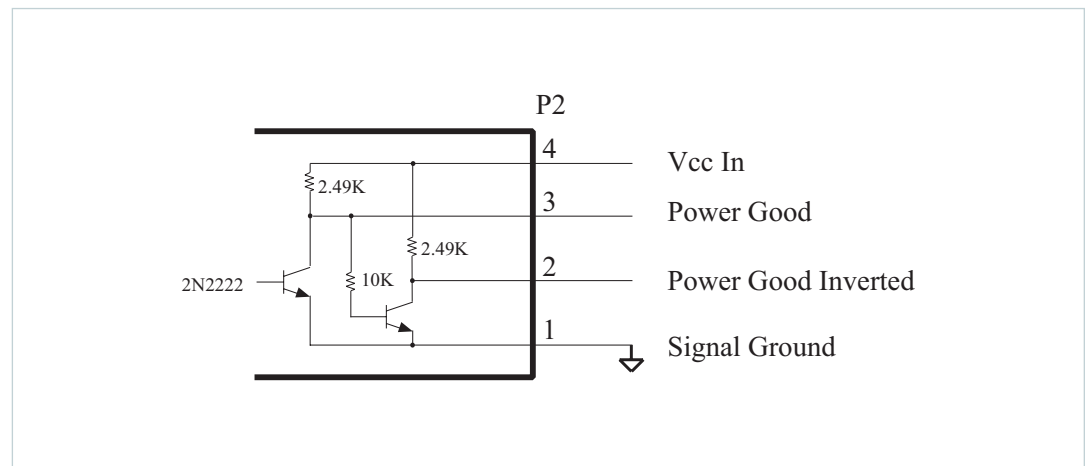 P2
4 Vcc In
2.49K
3 Power Good
2.49K
2 Power Good Inverted
2N2222 10K
1 Signal Ground